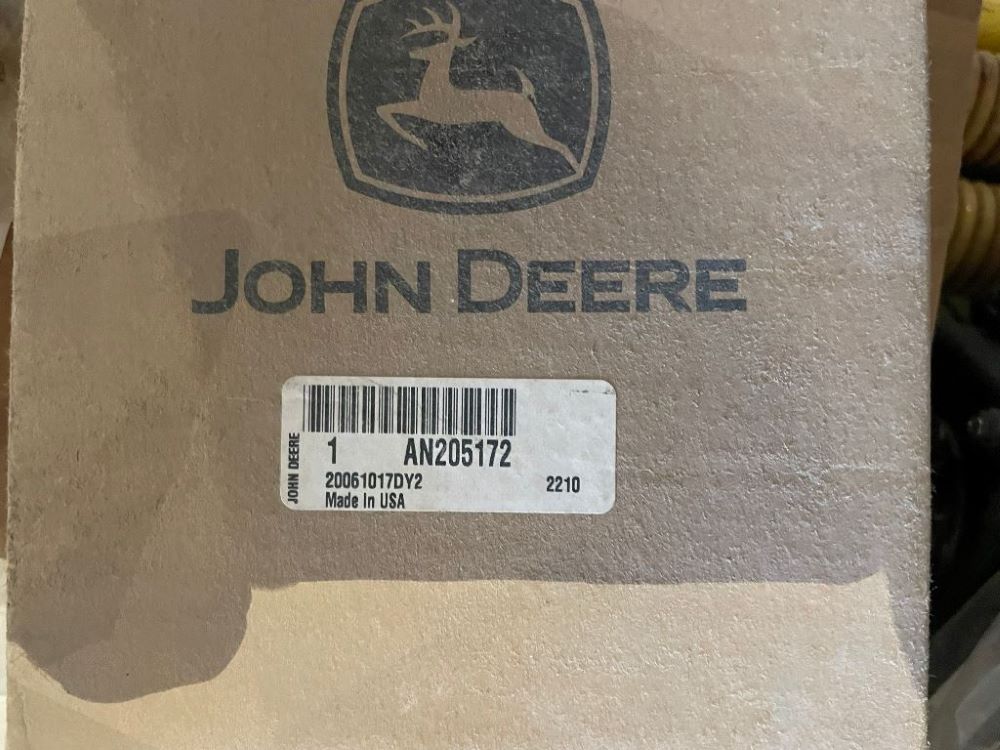 JOHN DEERE
JOHN DEERE
1 AN205172
20061017DY2 2210
Made In USA